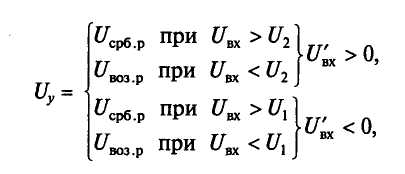 U_срб.р при U_вх > U_2
U_воз.р при U_вх < U_2 } U'_вх > 0,
U_y =
U_срб.р при U_вх > U_1
U_воз.р при U_вх < U_1 } U'_вх < 0,